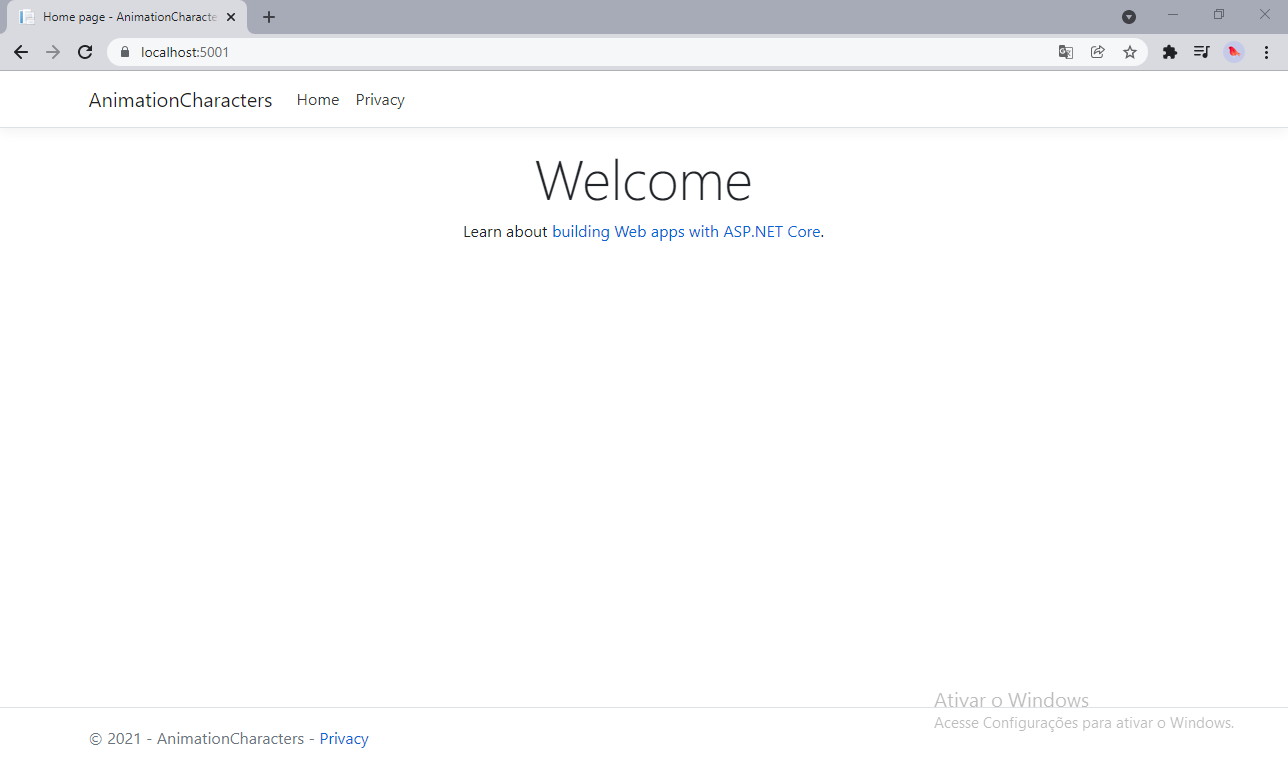 Home page - AnimationCharacte
localhost:5001
AnimationCharacters Home Privacy
Welcome
Learn about building Web apps with ASP.NET Core.
Ativar o Windows
Acesse Configurações para ativar o Windows.
© 2021 - AnimationCharacters - Privacy